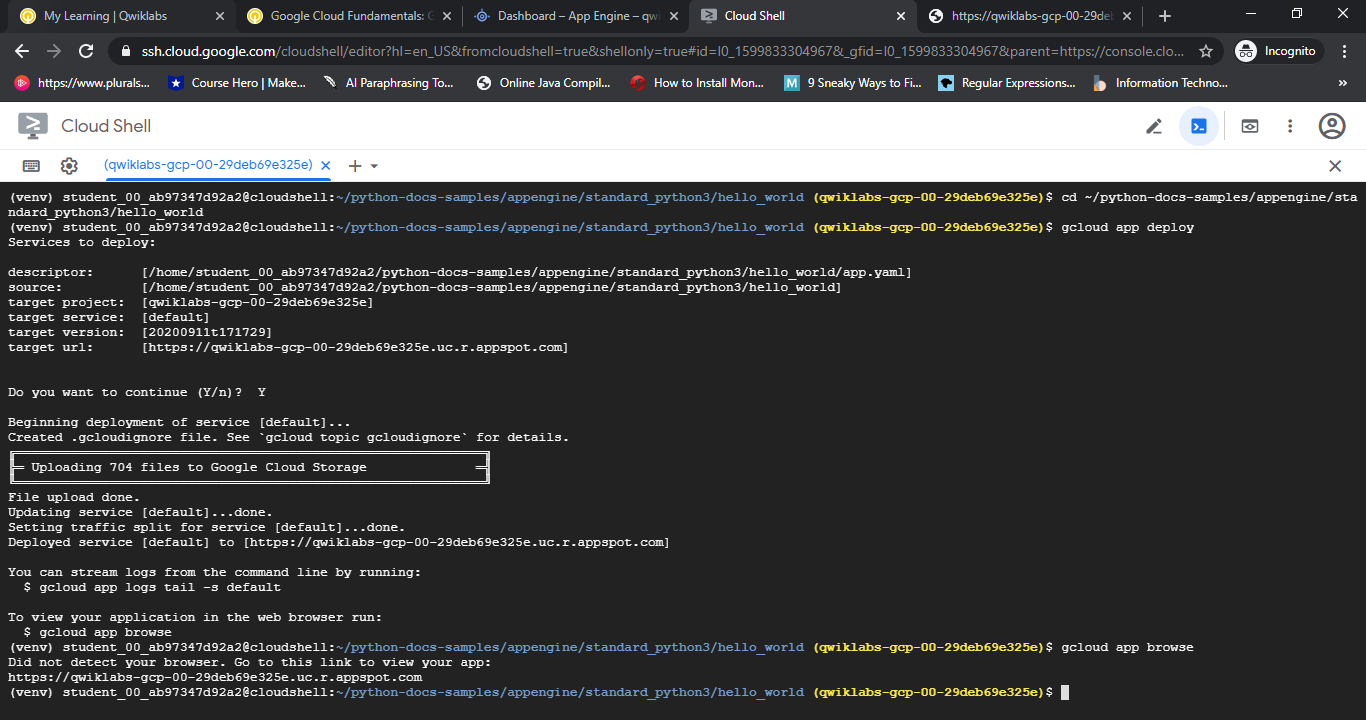 My Learning | Qwiklabs
Google Cloud Fundamentals: G
Dashboard – App Engine – qwi
Cloud Shell
https://qwiklabs-gcp-00-29deb
ssh.cloud.google.com/cloudshell/editor?hl=en_US&fromcloudshell=true&shellonly=true#id=I0_1599833304967&_gfid=I0_1599833304967&parent=https://console.clo...
Incognito
https://www.plurals...
Course Hero | Make...
AI Paraphrasing To...
Online Java Compil...
How to Install Mon...
M 9 Sneaky Ways to Fi...
Regular Expressions...
Information Techno...
»
Cloud Shell
(qwiklabs-gcp-00-29deb69e325e)
(venv) student_00_ab97347d92a2@cloudshell:~/python-docs-samples/appengine/standard_python3/hello_world (qwiklabs-gcp-00-29deb69e325e)$ cd ~/python-docs-samples/appengine/sta
ndard_python3/hello_world
(venv) student_00_ab97347d92a2@cloudshell:~/python-docs-samples/appengine/standard_python3/hello_world (qwiklabs-gcp-00-29deb69e325e)$ gcloud app deploy
Services to deploy:
descriptor: [/home/student_00_ab97347d92a2/python-docs-samples/appengine/standard_python3/hello_world/app.yaml]
source: [/home/student_00_ab97347d92a2/python-docs-samples/appengine/standard_python3/hello_world]
target project: [qwiklabs-gcp-00-29deb69e325e]
target service: [default]
target version: [20200911t171729]
target url: [https://qwiklabs-gcp-00-29deb69e325e.uc.r.appspot.com]
Do you want to continue (Y/n)? Y
Beginning deployment of service [default]...
Created .gcloudignore file. See `gcloud topic gcloudignore` for details.
Uploading 704 files to Google Cloud Storage
File upload done.
Updating service [default]...done.
Setting traffic split for service [default]...done.
Deployed service [default] to [https://qwiklabs-gcp-00-29deb69e325e.uc.r.appspot.com]
You can stream logs from the command line by running:
$ gcloud app logs tail -s default
To view your application in the web browser run:
$ gcloud app browse
(venv) student_00_ab97347d92a2@cloudshell:~/python-docs-samples/appengine/standard_python3/hello_world (qwiklabs-gcp-00-29deb69e325e)$ gcloud app browse
Did not detect your browser. Go to this link to view your app:
https://qwiklabs-gcp-00-29deb69e325e.uc.r.appspot.com
(venv) student_00_ab97347d92a2@cloudshell:~/python-docs-samples/appengine/standard_python3/hello_world (qwiklabs-gcp-00-29deb69e325e)$